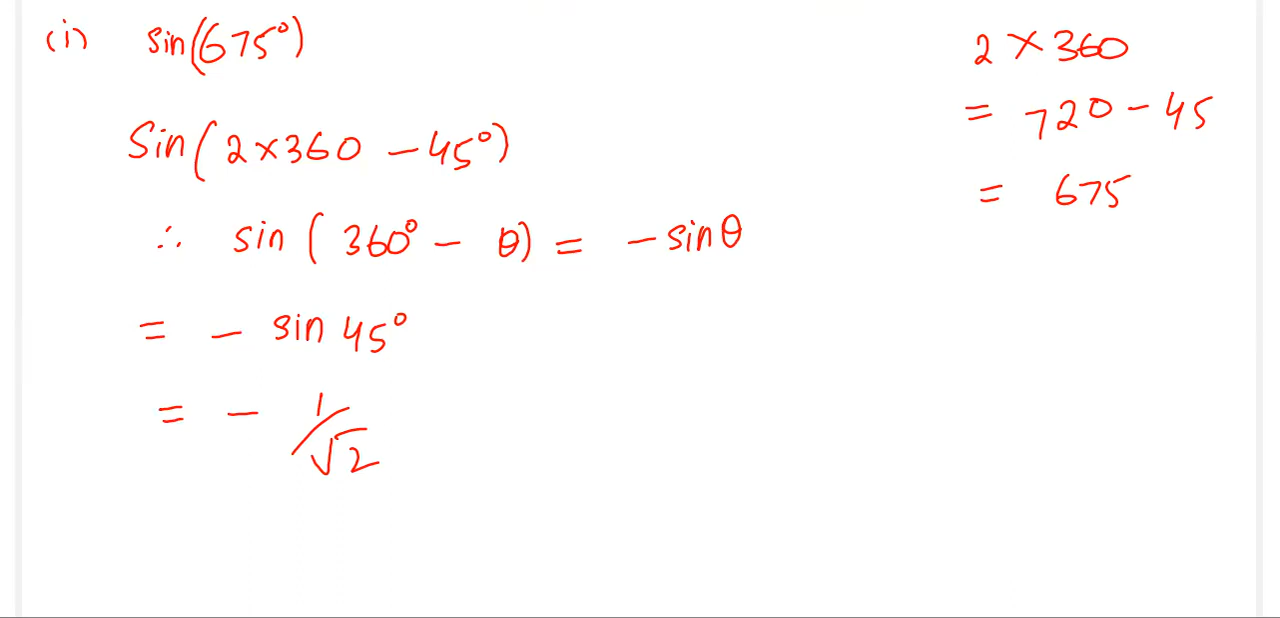 (i) sin(675°)
Sin(2×360 -45°)
∴ sin(360° - θ) = - sinθ
= - sin 45°
= - 1/√2
2 × 360
= 720 - 45
= 675